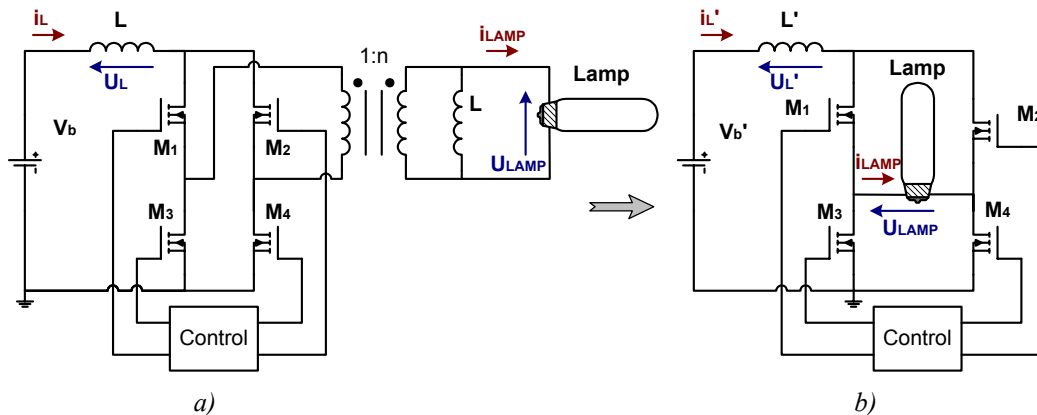 iL
L
UL
Vb
M1
M2
M3
M4
Control
1:n
L
iLAMP
Lamp
ULAMP
a)
iL'
L'
UL'
Vb'
M1
Lamp
M2
iLAMP
M3
M4
ULAMP
Control
b)